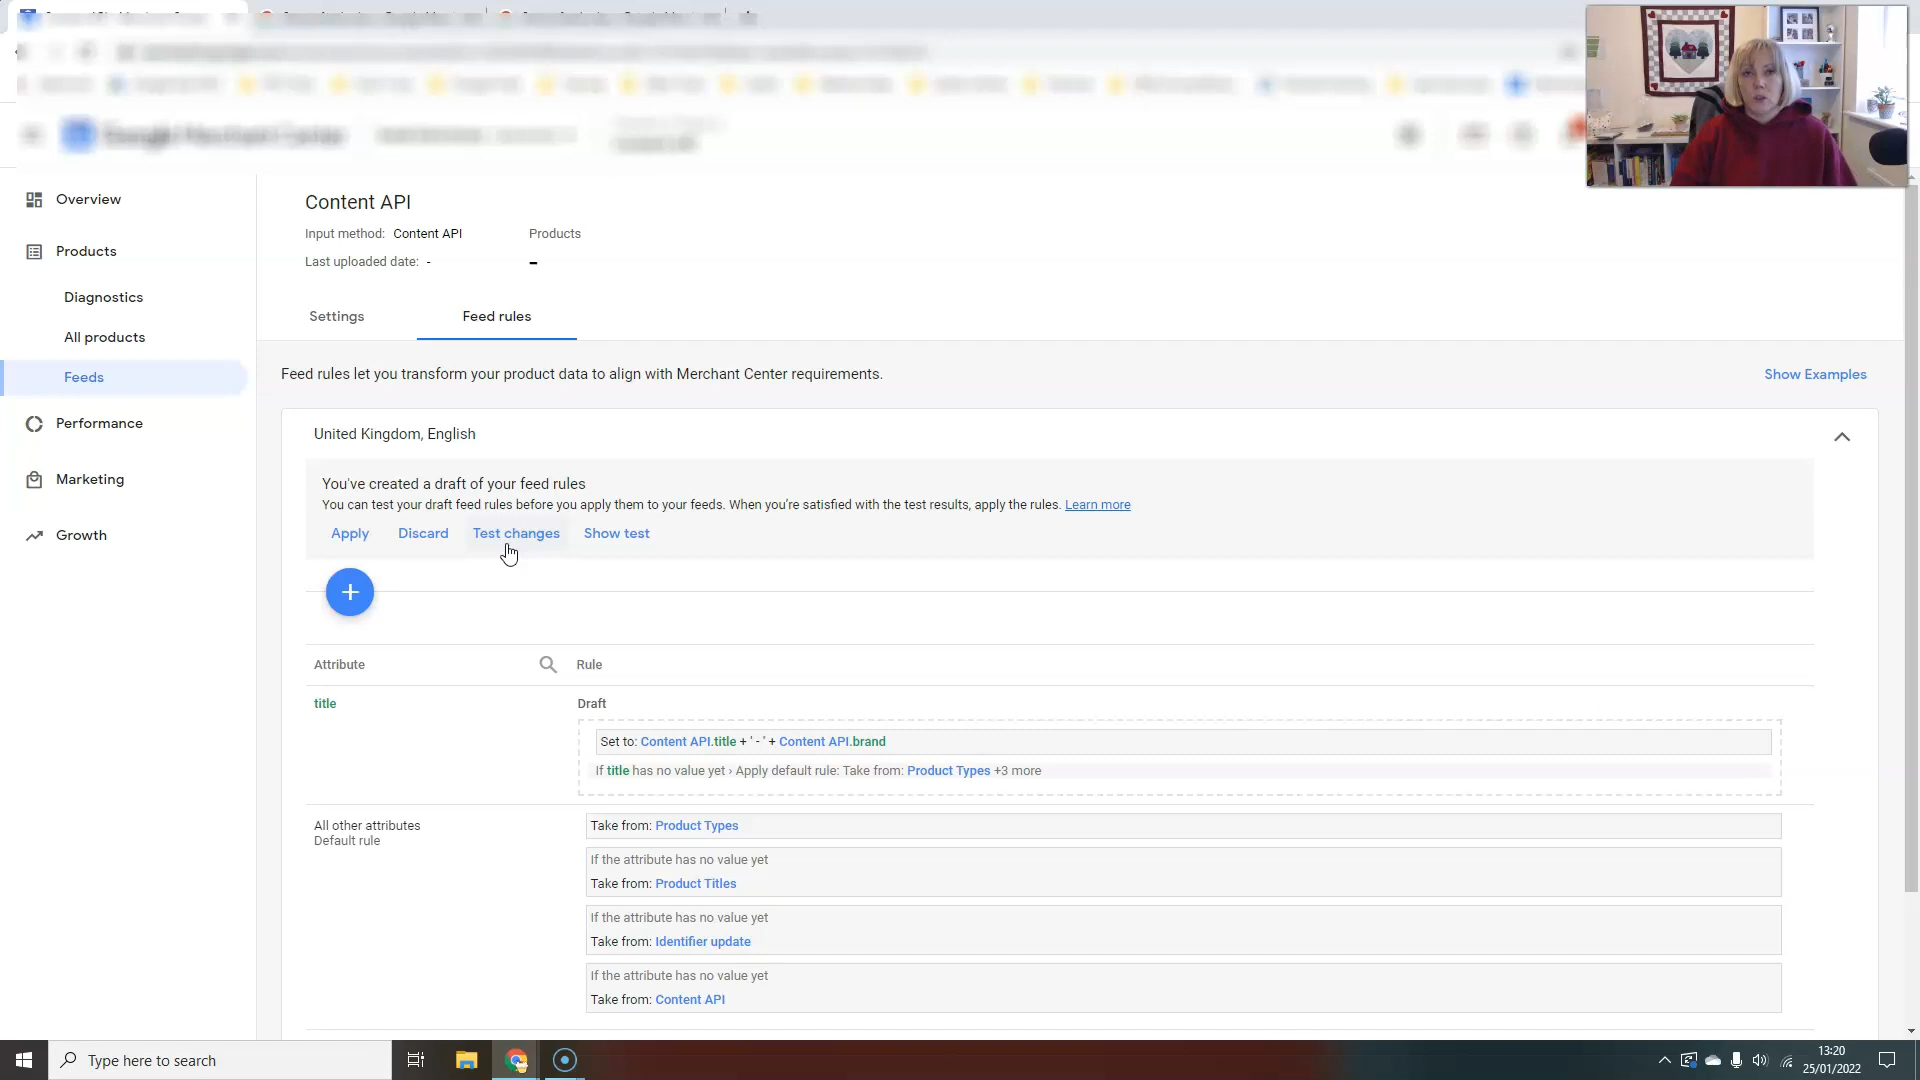 Overview
Products
Diagnostics
All products
Feeds
Performance
Marketing
Growth
Content API
Input method: Content API
Products
Last uploaded date: -
-
Settings
Feed rules
Feed rules let you transform your product data to align with Merchant Center requirements.
Show Examples
United Kingdom, English
You've created a draft of your feed rules
You can test your draft feed rules before you apply them to your feeds. When you're satisfied with the test results, apply the rules. Learn more
Apply
Discard
Test changes
Show test
+
Attribute
Rule
title
Draft
Set to: Content API.title + ' - ' + Content API.brand
If title has no value yet › Apply default rule: Take from: Product Types +3 more
All other attributes
Default rule
Take from: Product Types
If the attribute has no value yet
Take from: Product Titles
If the attribute has no value yet
Take from: Identifier update
If the attribute has no value yet
Take from: Content API
Type here to search
13:20
25/01/2022